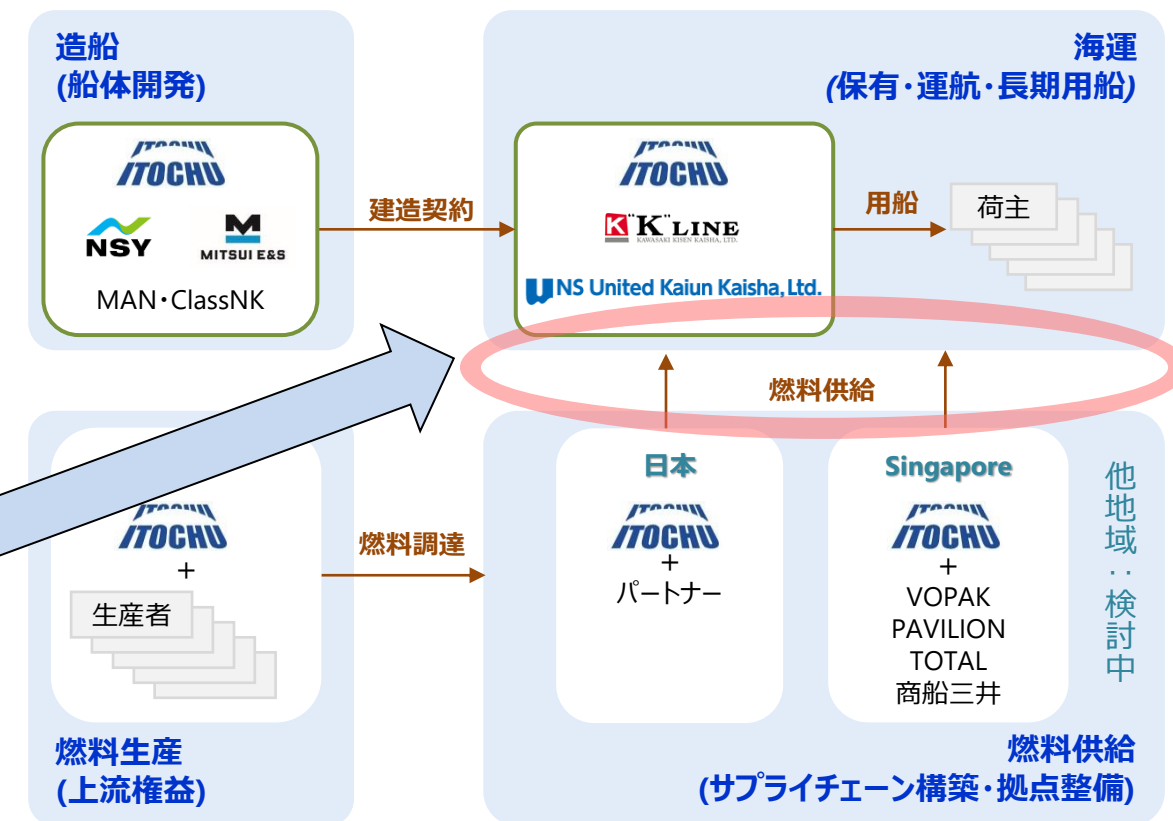 造船
(船体開発)
ITOCHU
NSY
MITSUI E&S
MAN・ClassNK
建造契約
海運
(保有・運航・長期用船)
ITOCHU
K "K" LINE
KAWASAKI KISEN KAISHA, LTD.
NS United Kaiun Kaisha, Ltd.
用船
荷主
燃料供給
ITOCHU
+
生産者
燃料生産
(上流権益)
燃料調達
日本
ITOCHU
+
パートナー
Singapore
ITOCHU
+
VOPAK
PAVILION
TOTAL
商船三井
他地域:検討中
燃料供給
(サプライチェーン構築・拠点整備)